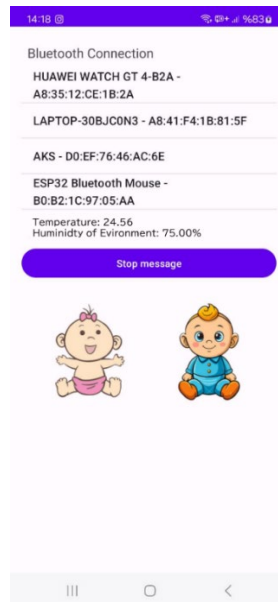 14:18 %83
Bluetooth Connection
HUAWEI WATCH GT 4-B2A -
A8:35:12:CE:1B:2A
LAPTOP-30BJC0N3 - A8:41:F4:1B:81:5F
AKS - D0:EF:76:46:AC:6E
ESP32 Bluetooth Mouse -
B0:B2:1C:97:05:AA
Temperature: 24.56
Huminidty of Evironment: 75.00%
Stop message